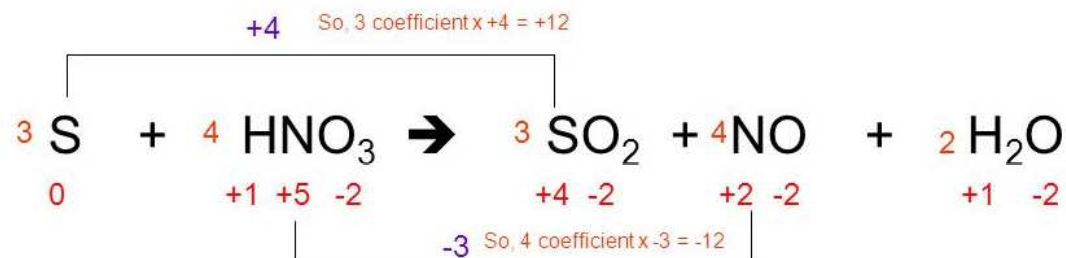 +4 So, 3 coefficient x +4 = +12
3 S + 4 HNO₃ ➔ 3 SO₂ + 4 NO + 2 H₂O
0 +1 +5 -2 +4 -2 +2 -2 +1 -2
-3 So, 4 coefficient x -3 = -12